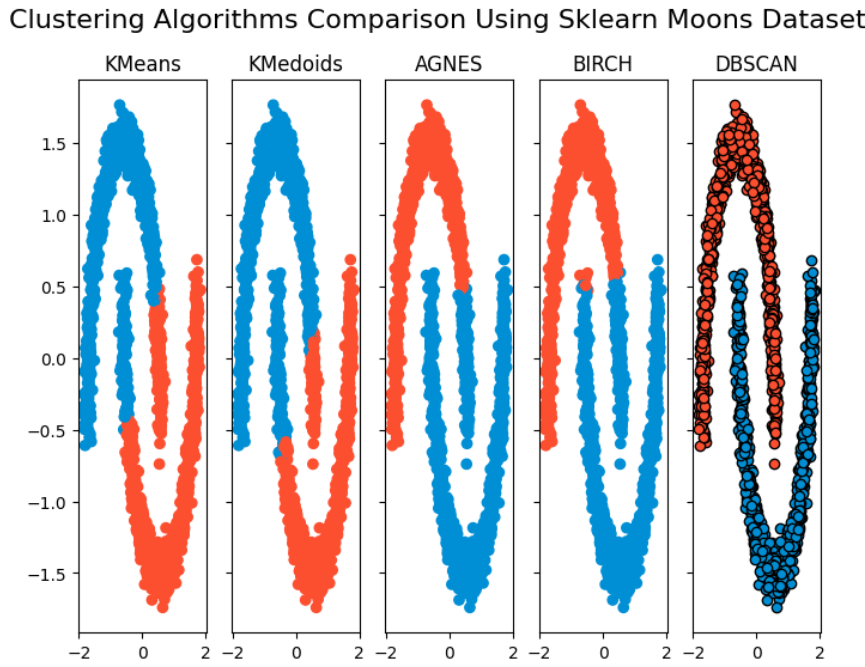 Clustering Algorithms Comparison Using Sklearn Moons Dataset
KMeans KMedoids AGNES BIRCH DBSCAN
1.5
1.0
0.5
0.0
−0.5
−1.0
−1.5
−2 0 2 −2 0 2 −2 0 2 −2 0 2 −2 0 2